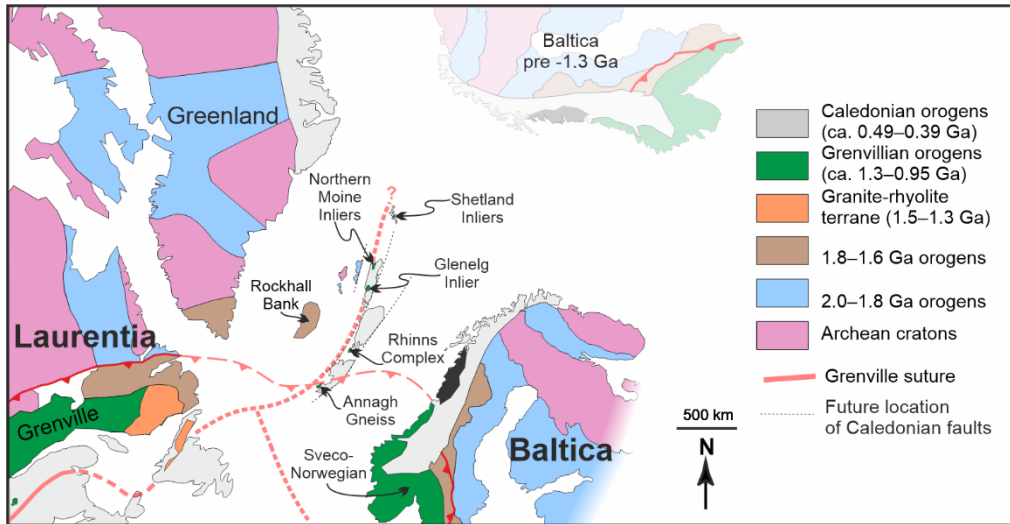 Baltica
pre -1.3 Ga
Greenland
Northern
Moine
Inliers
Shetland
Inliers
Glenelg
Inlier
Rockhall
Bank
Laurentia
Rhinns
Complex
Annagh
Gneiss
Grenville
Sveco-
Norwegian
Baltica
?
500 km
N
Caledonian orogens
(ca. 0.49–0.39 Ga)
Grenvillian orogens
(ca. 1.3–0.95 Ga)
Granite-rhyolite
terrane (1.5–1.3 Ga)
1.8–1.6 Ga orogens
2.0–1.8 Ga orogens
Archean cratons
Grenville suture
Future location
of Caledonian faults